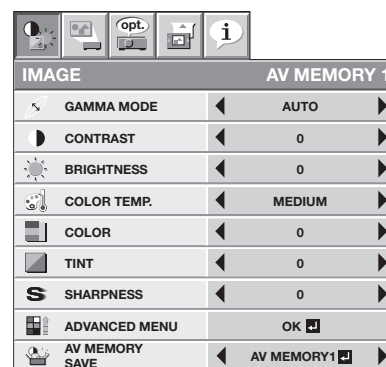 opt.
i
IMAGE AV MEMORY 1
GAMMA MODE AUTO
CONTRAST 0
BRIGHTNESS 0
COLOR TEMP. MEDIUM
COLOR 0
TINT 0
S SHARPNESS 0
ADVANCED MENU OK
AV MEMORY
SAVE AV MEMORY1